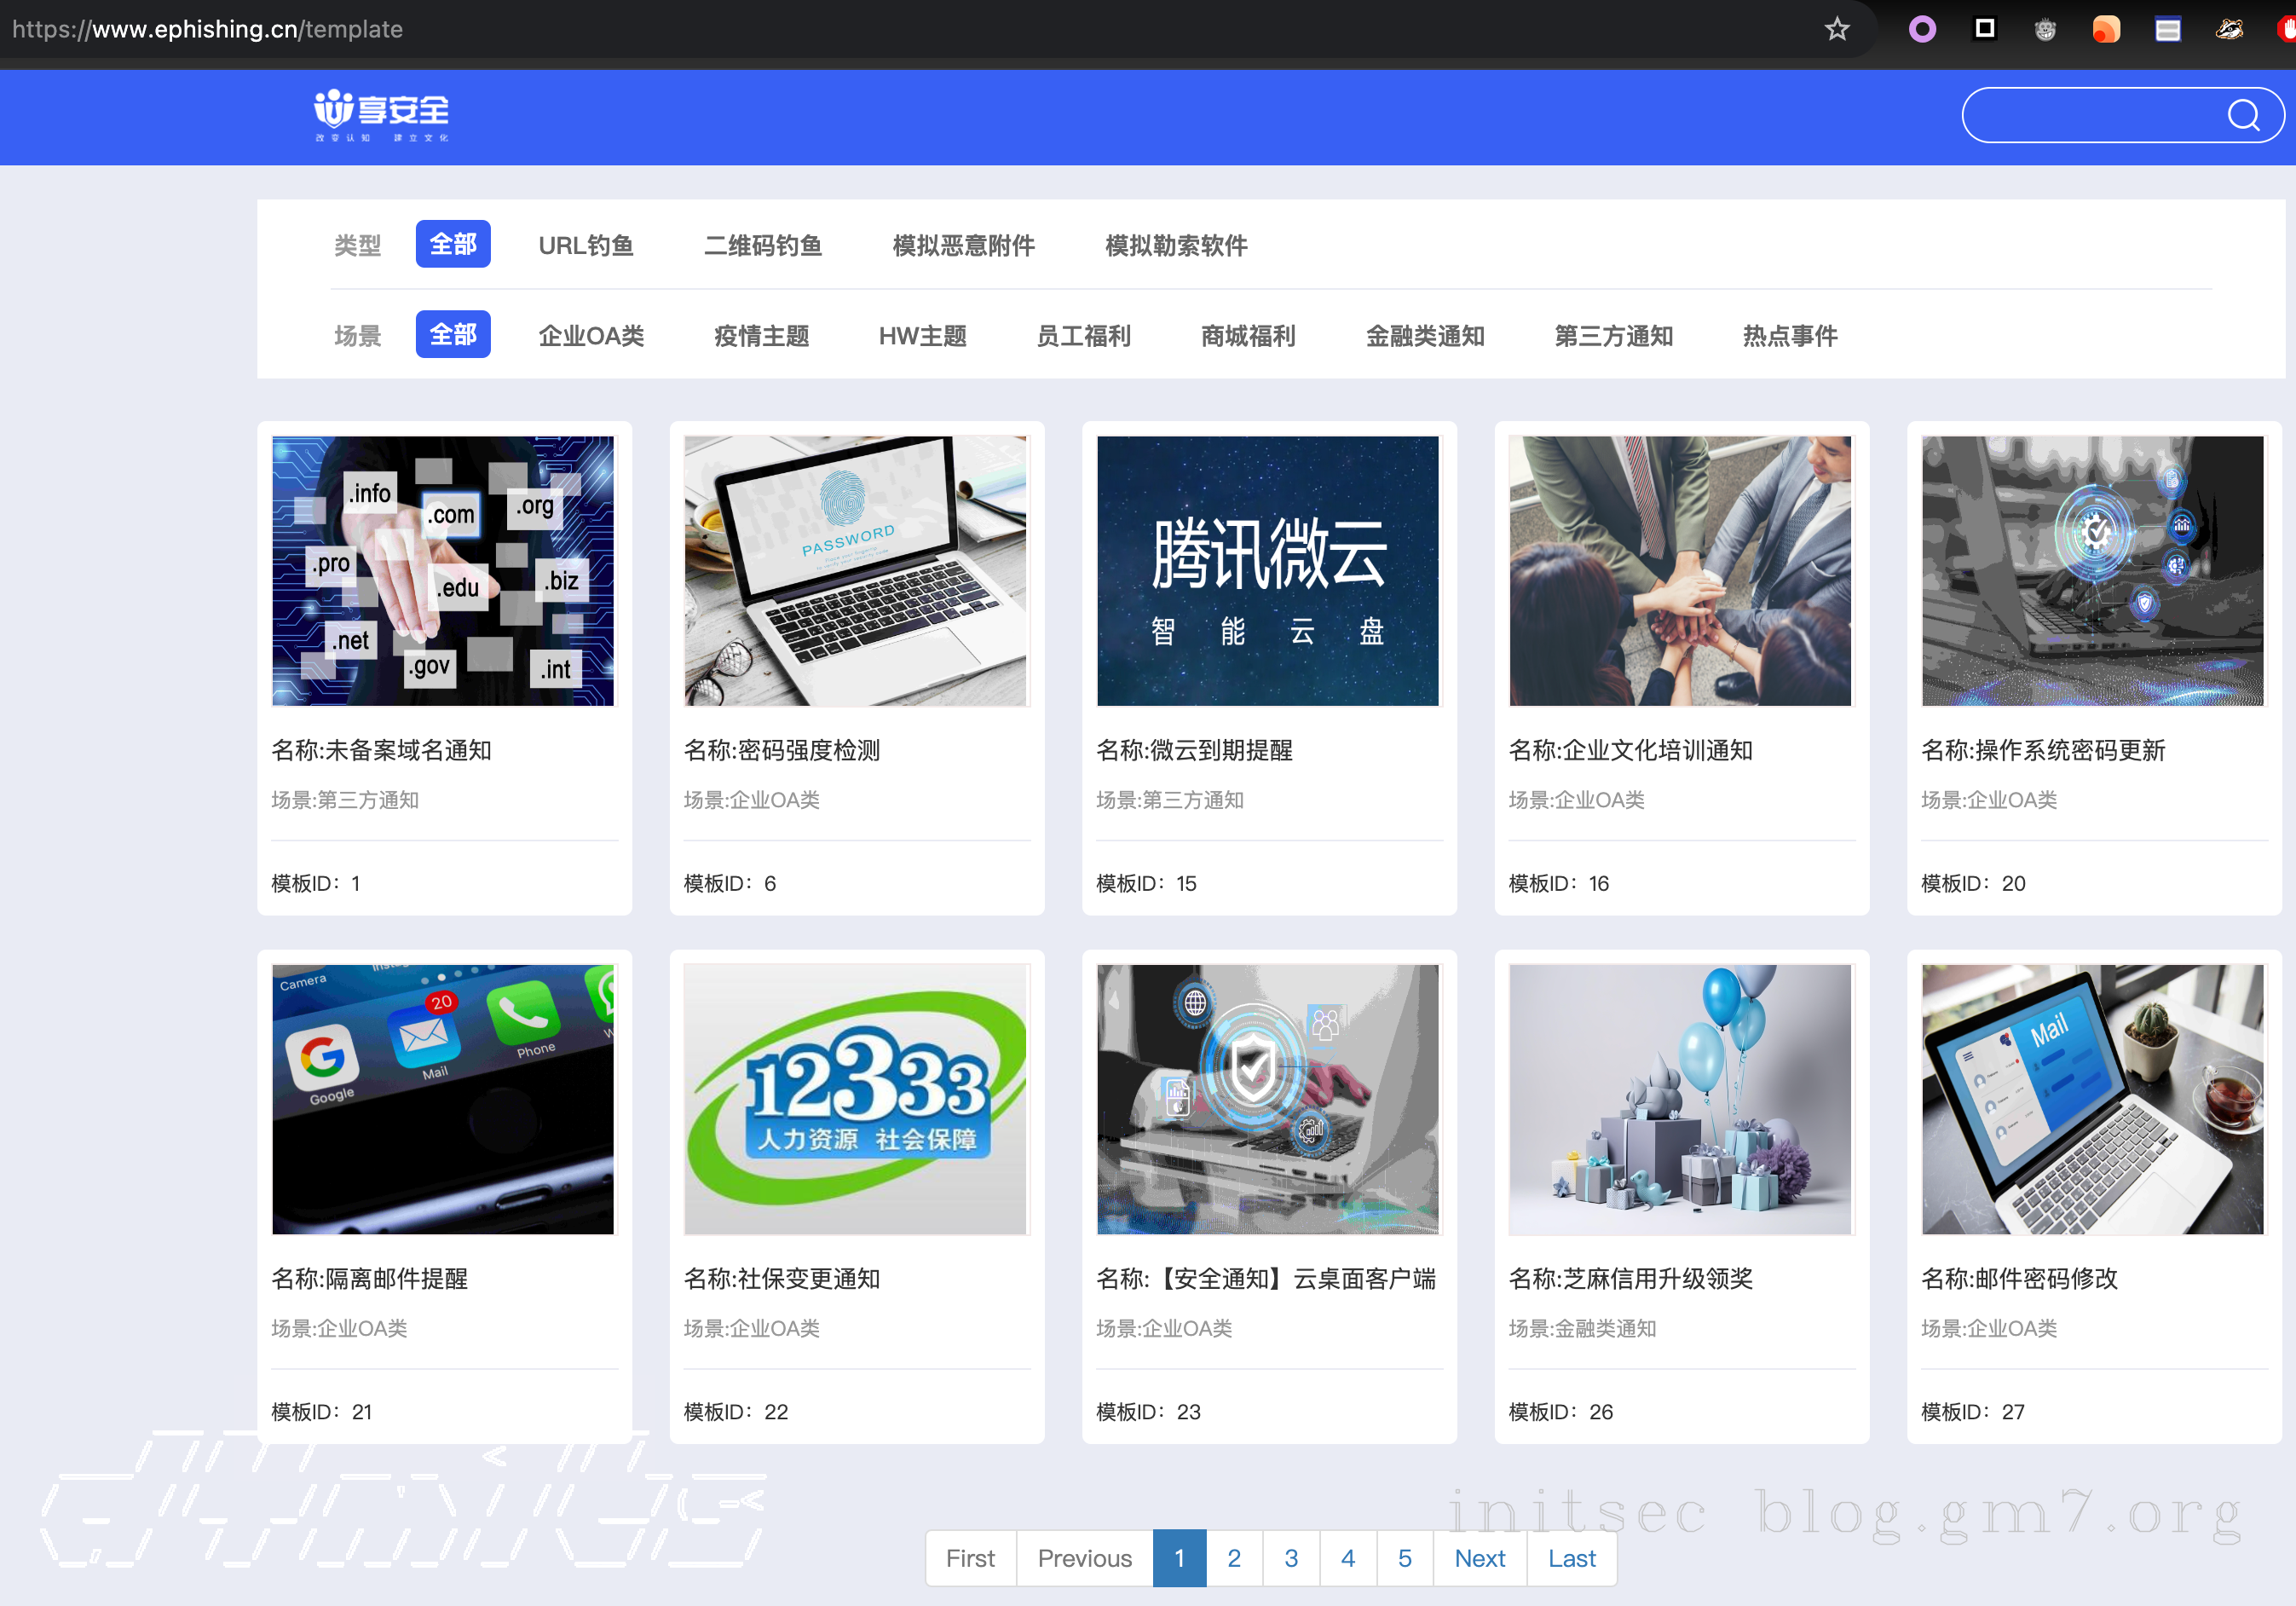 https://www.ephishing.cn/template
享安全
改变认知 建立文化
类型 全部 URL钓鱼 二维码钓鱼 模拟恶意附件 模拟勒索软件
场景 全部 企业OA类 疫情主题 HW主题 员工福利 商城福利 金融类通知 第三方通知 热点事件
.info
.com
.org
.pro
.edu
.biz
.net
.gov
.int
PASSWORD
腾讯微云
智能云盘
名称:未备案域名通知 名称:密码强度检测 名称:微云到期提醒 名称:企业文化培训通知 名称:操作系统密码更新
场景:第三方通知 场景:企业OA类 场景:第三方通知 场景:企业OA类 场景:企业OA类
模板ID：1 模板ID：6 模板ID：15 模板ID：16 模板ID：20
Camera
20
Google
Mail
Phone
12333
人力资源 社会保障
Mail
名称:隔离邮件提醒 名称:社保变更通知 名称:【安全通知】云桌面客户端 名称:芝麻信用升级领奖 名称:邮件密码修改
场景:企业OA类 场景:企业OA类 场景:企业OA类 场景:金融类通知 场景:企业OA类
模板ID：21 模板ID：22 模板ID：23 模板ID：26 模板ID：27
initsec blog.gm7.org
First Previous 1 2 3 4 5 Next Last